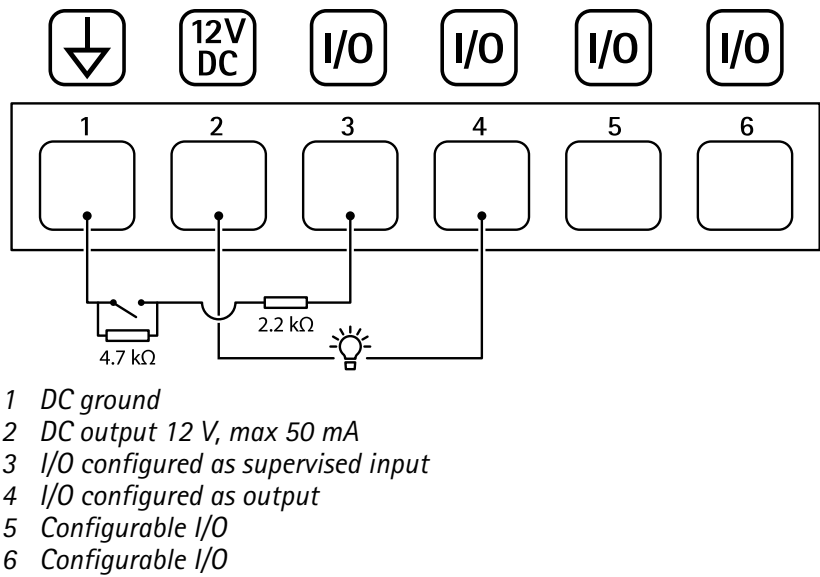 12V
DC
I/O
I/O
I/O
I/O
1
2
3
4
5
6
2.2 kΩ
4.7 kΩ
1 DC ground
2 DC output 12 V, max 50 mA
3 I/O configured as supervised input
4 I/O configured as output
5 Configurable I/O
6 Configurable I/O